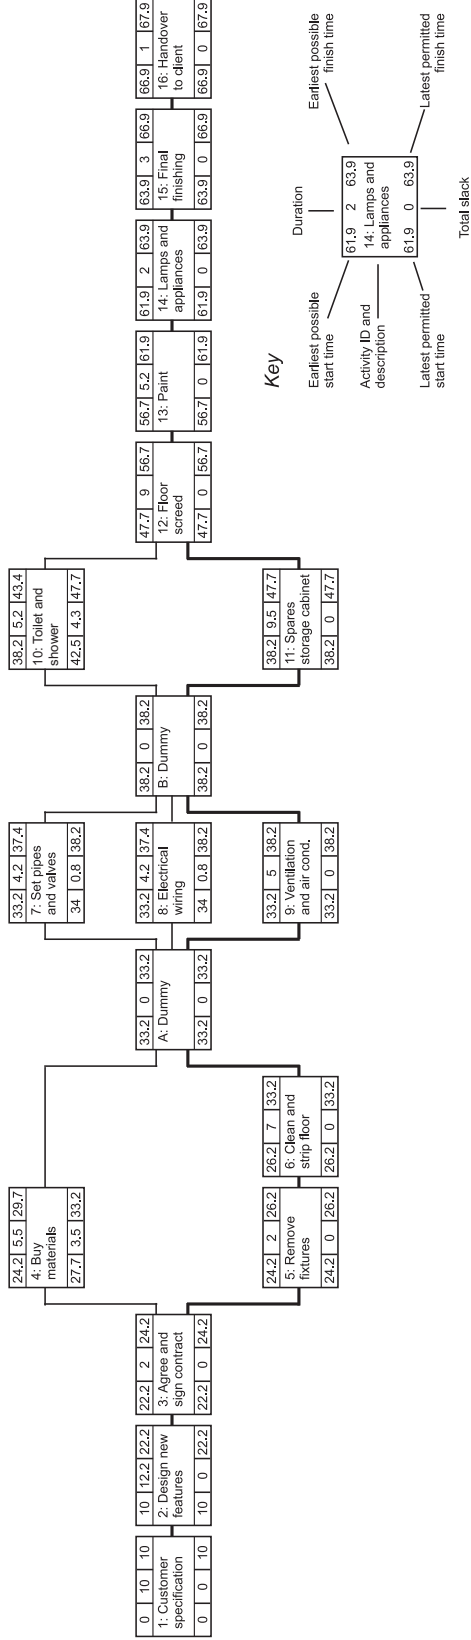 0 10 10
1: Customer
specification
0 0 10
10 12.2 22.2
2: Design new
features
10 0 22.2
22.2 2 24.2
3: Agree and
sign contract
22.2 0 24.2
24.2 5.5 29.7
4: Buy
materials
27.7 3.5 33.2
24.2 2 26.2
5: Remove
fixtures
24.2 0 26.2
26.2 7 33.2
6: Clean and
strip floor
26.2 0 33.2
33.2 0 33.2
A: Dummy
33.2 0 33.2
33.2 4.2 37.4
7: Set pipes
and valves
34 0.8 38.2
33.2 4.2 37.4
8: Electrical
wiring
34 0.8 38.2
33.2 5 38.2
9: Ventilation
and air cond.
33.2 0 38.2
38.2 0 38.2
B: Dummy
38.2 0 38.2
38.2 5.2 43.4
10: Toilet and
shower
42.5 4.3 47.7
38.2 9.5 47.7
11: Spares
storage cabinet
38.2 0 47.7
47.7 9 56.7
12: Floor
screed
47.7 0 56.7
56.7 5.2 61.9
13: Paint
56.7 0 61.9
61.9 2 63.9
14: Lamps and
appliances
61.9 0 63.9
63.9 3 66.9
15: Final
finishing
63.9 0 66.9
66.9 1 67.9
16: Handover
to client
66.9 0 67.9
Key
Earliest possible
start time
Duration
Earliest possible
finish time
Activity ID and
description
61.9 2 63.9
14: Lamps and
appliances
61.9 0 63.9
Latest permitted
start time
Total slack
Latest permitted
finish time